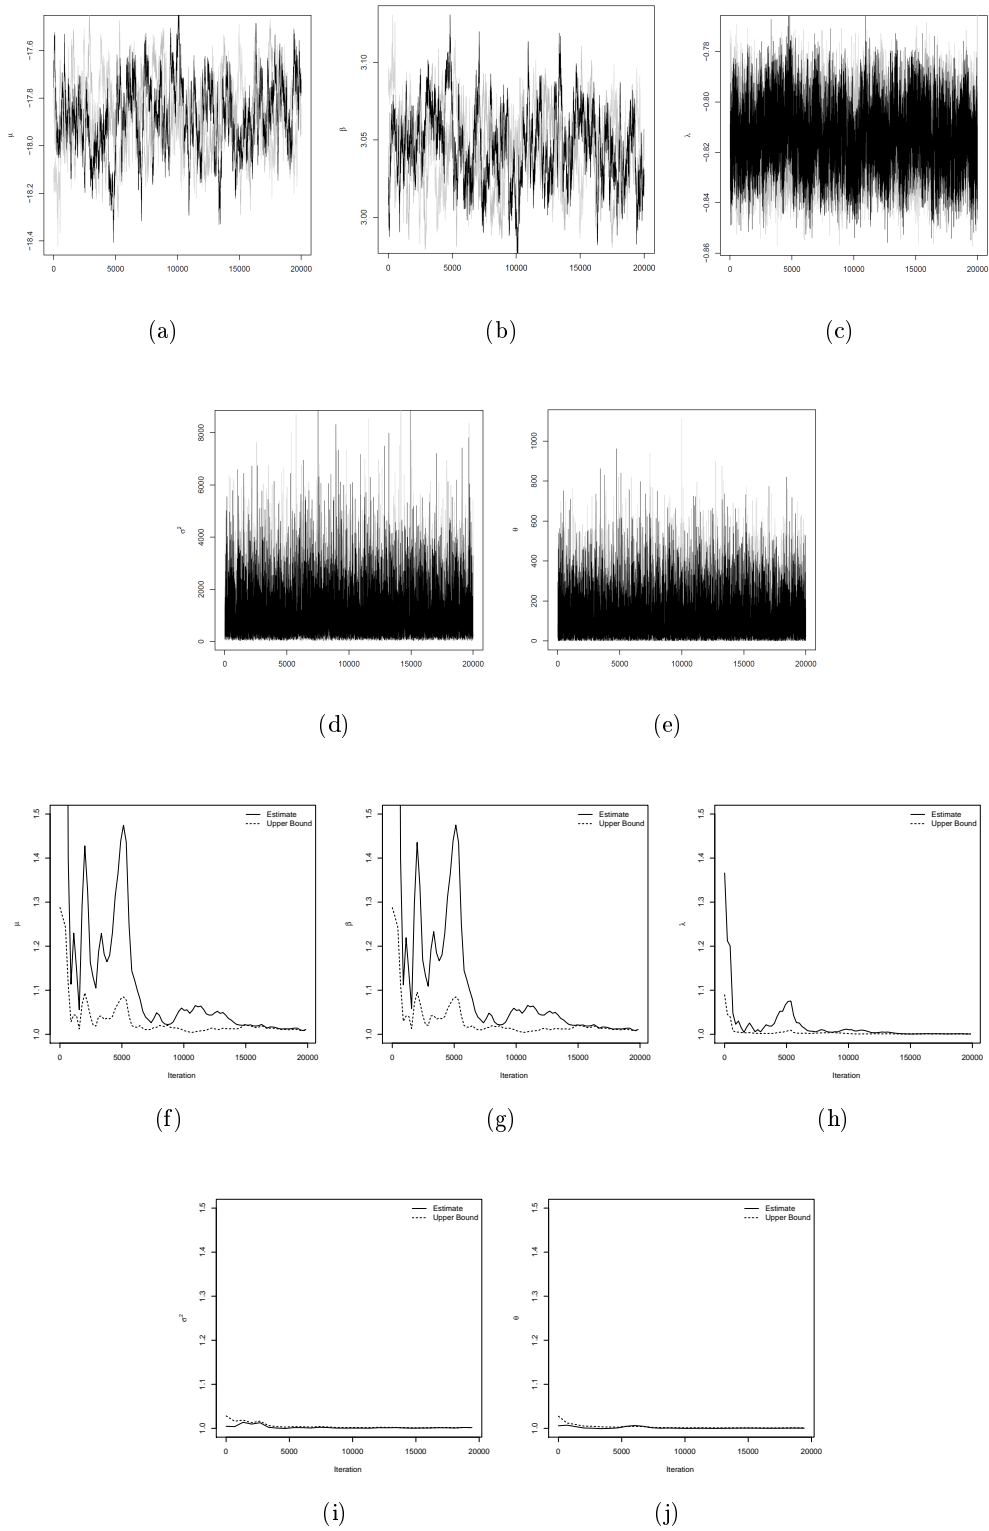 −17.6
−17.8
−18.0
−18.2
−18.4
μ
0 5000 10000 15000 20000
(a)
3.10
3.05
3.00
β
0 5000 10000 15000 20000
(b)
−0.78
−0.80
−0.82
−0.84
−0.86
λ
0 5000 10000 15000 20000
(c)
8000
6000
4000
2000
0
σ²
0 5000 10000 15000 20000
(d)
1000
800
600
400
200
0
θ
0 5000 10000 15000 20000
(e)
1.5
1.4
1.3
1.2
1.1
1.0
μ
Estimate
Upper Bound
0 5000 10000 15000 20000
Iteration
(f)
1.5
1.4
1.3
1.2
1.1
1.0
β
Estimate
Upper Bound
0 5000 10000 15000 20000
Iteration
(g)
1.5
1.4
1.3
1.2
1.1
1.0
λ
Estimate
Upper Bound
0 5000 10000 15000 20000
Iteration
(h)
1.5
1.4
1.3
1.2
1.1
1.0
σ²
Estimate
Upper Bound
0 5000 10000 15000 20000
Iteration
(i)
1.5
1.4
1.3
1.2
1.1
1.0
θ
Estimate
Upper Bound
0 5000 10000 15000 20000
Iteration
(j)